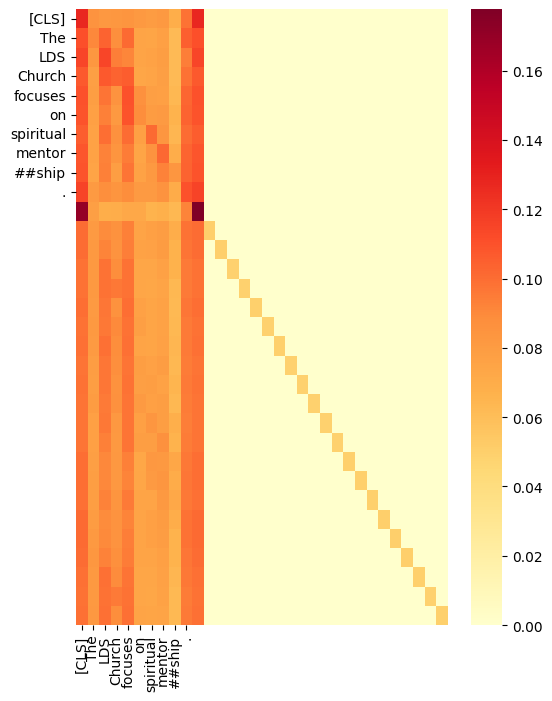 [CLS]
The
LDS
Church
focuses
on
spiritual
mentor
##ship
.
0.16
0.14
0.12
0.10
0.08
0.06
0.04
0.02
0.00
[CLS]
The
LDS
Church
focuses
on
spiritual
mentor
##ship
.